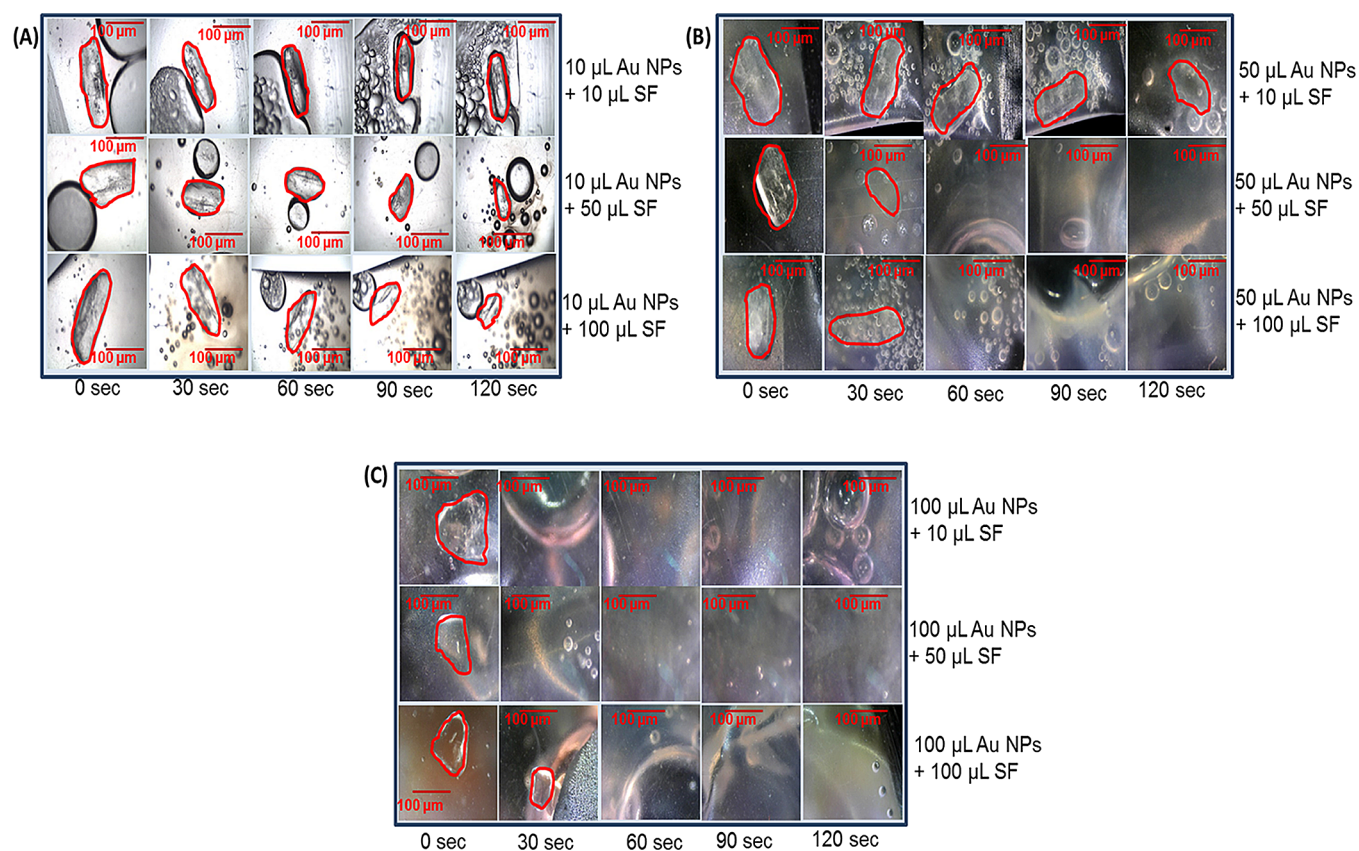 (A)
100 µm 100 µm 100 µm 100 µm 100 µm
10 µL Au NPs
+ 10 µL SF
100 µm
10 µL Au NPs
+ 50 µL SF
100 µm 100 µm 100 µm 100 µm
10 µL Au NPs
+ 100 µL SF
100 µm 100 µm 100 µm 100 µm 100 µm
0 sec 30 sec 60 sec 90 sec 120 sec
(B)
100 µm 100 µm 100 µm 100 µm 100 µm
50 µL Au NPs
+ 10 µL SF
100 µm 100 µm 100 µm 100 µm
50 µL Au NPs
+ 50 µL SF
100 µm 100 µm 100 µm 100 µm 100 µm
50 µL Au NPs
+ 100 µL SF
0 sec 30 sec 60 sec 90 sec 120 sec
(C)
100 µm 100 µm 100 µm 100 µm 100 µm
100 µL Au NPs
+ 10 µL SF
100 µm 100 µm 100 µm 100 µm 100 µm
100 µL Au NPs
+ 50 µL SF
100 µm 100 µm 100 µm 100 µm
100 µL Au NPs
+ 100 µL SF
100 µm
0 sec 30 sec 60 sec 90 sec 120 sec